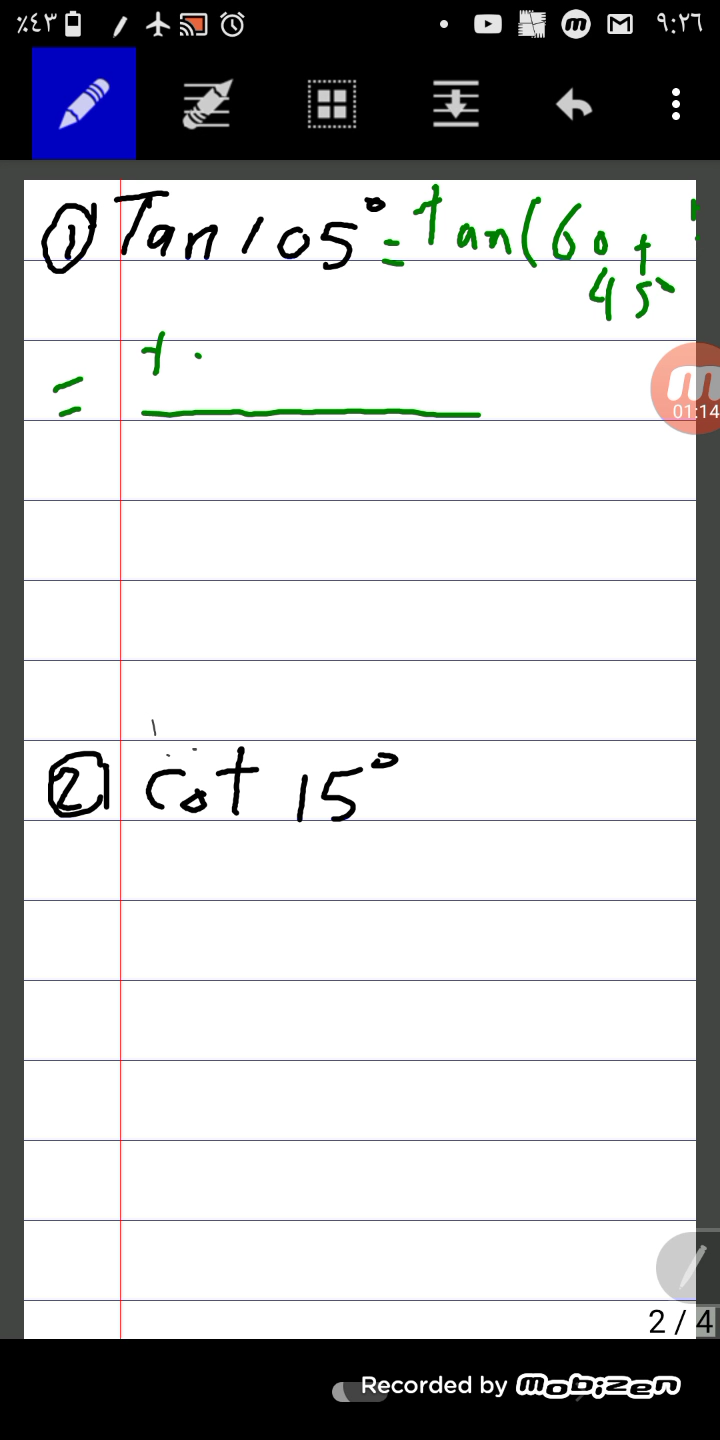 ٪٤٣ ٩:٢٦
① Tan 105° = tan(60 +
45°
01:14
= t
② cot 15°
2 / 4
Recorded by mobizen